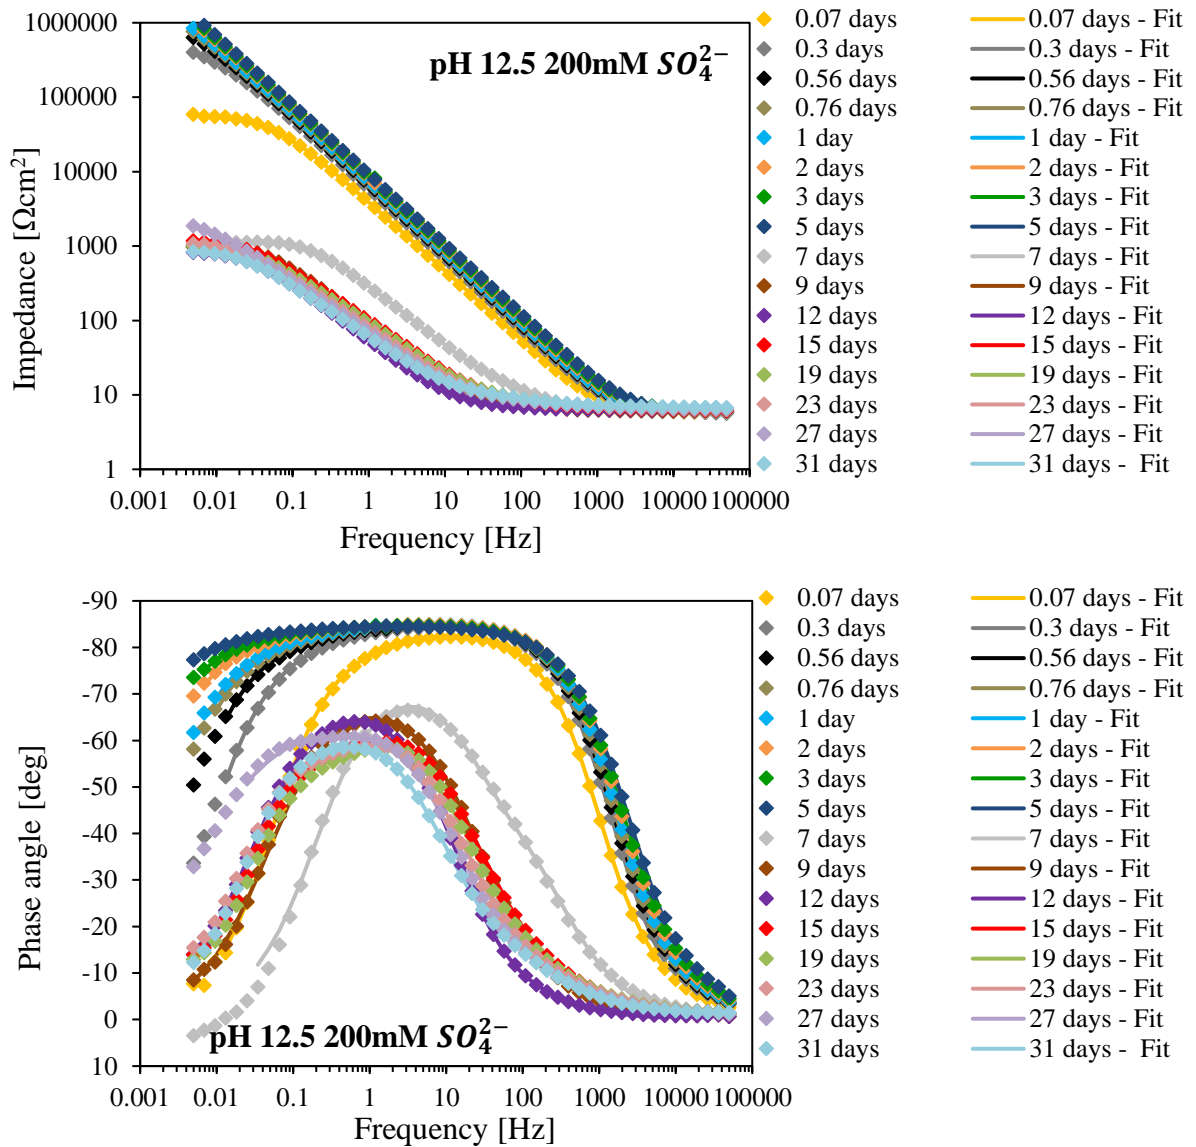 pH 12.5 200mM SO₄²⁻
Impedance [Ωcm²]
1000000
100000
10000
1000
100
10
1
0.001 0.01 0.1 1 10 100 1000 10000 100000
Frequency [Hz]
0.07 days 0.07 days - Fit
0.3 days 0.3 days - Fit
0.56 days 0.56 days - Fit
0.76 days 0.76 days - Fit
1 day 1 day - Fit
2 days 2 days - Fit
3 days 3 days - Fit
5 days 5 days - Fit
7 days 7 days - Fit
9 days 9 days - Fit
12 days 12 days - Fit
15 days 15 days - Fit
19 days 19 days - Fit
23 days 23 days - Fit
27 days 27 days - Fit
31 days 31 days - Fit
Phase angle [deg]
-90
-80
-70
-60
-50
-40
-30
-20
-10
0
10
pH 12.5 200mM SO₄²⁻
0.001 0.01 0.1 1 10 100 1000 10000 100000
Frequency [Hz]
0.07 days 0.07 days - Fit
0.3 days 0.3 days - Fit
0.56 days 0.56 days - Fit
0.76 days 0.76 days - Fit
1 day 1 day - Fit
2 days 2 days - Fit
3 days 3 days - Fit
5 days 5 days - Fit
7 days 7 days - Fit
9 days 9 days - Fit
12 days 12 days - Fit
15 days 15 days - Fit
19 days 19 days - Fit
23 days 23 days - Fit
27 days 27 days - Fit
31 days 31 days - Fit